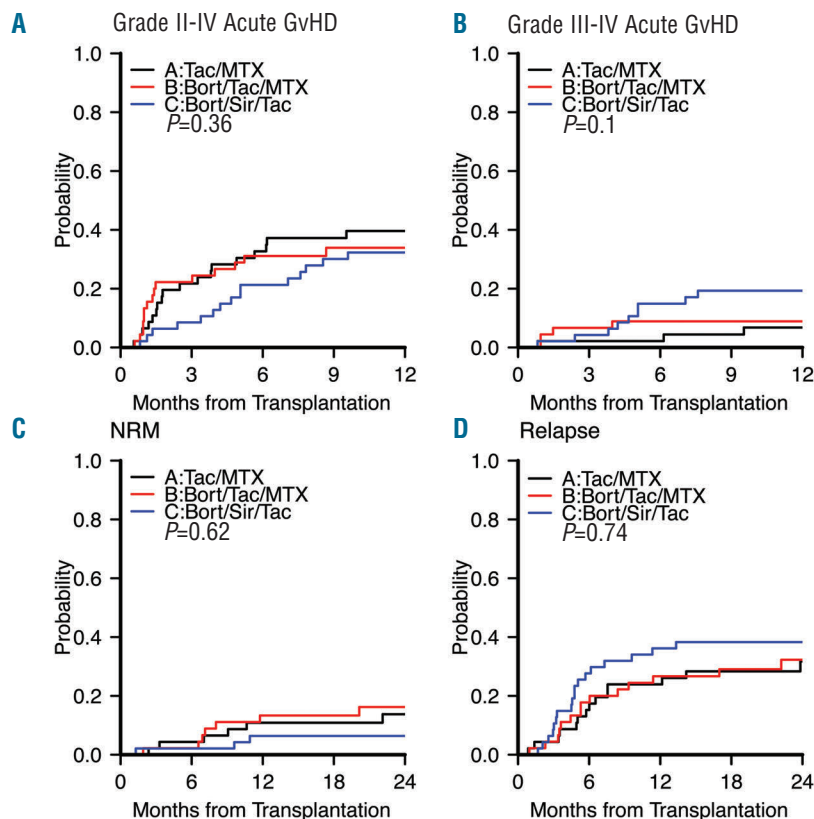 A Grade II-IV Acute GvHD
1.0
0.8
0.6
0.4
0.2
0.0
Probability
A:Tac/MTX
B:Bort/Tac/MTX
C:Bort/Sir/Tac
P=0.36
0 3 6 9 12
Months from Transplantation
B Grade III-IV Acute GvHD
1.0
0.8
0.6
0.4
0.2
0.0
Probability
A:Tac/MTX
B:Bort/Tac/MTX
C:Bort/Sir/Tac
P=0.1
0 3 6 9 12
Months from Transplantation
C NRM
1.0
0.8
0.6
0.4
0.2
0.0
Probability
A:Tac/MTX
B:Bort/Tac/MTX
C:Bort/Sir/Tac
P=0.62
0 6 12 18 24
Months from Transplantation
D Relapse
1.0
0.8
0.6
0.4
0.2
0.0
Probability
A:Tac/MTX
B:Bort/Tac/MTX
C:Bort/Sir/Tac
P=0.74
0 6 12 18 24
Months from Transplantation